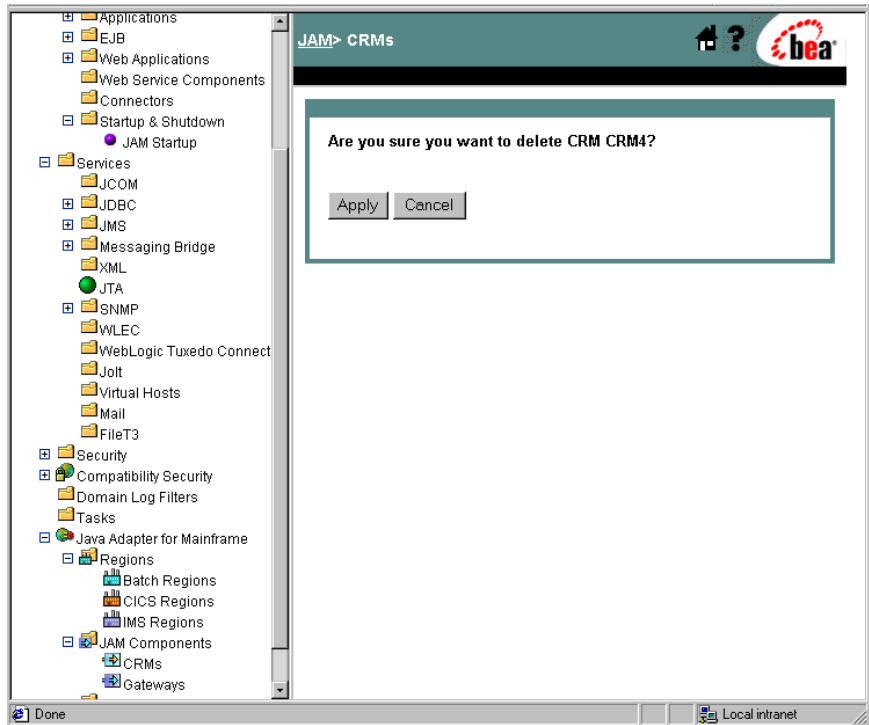 Applications
EJB
Web Applications
Web Service Components
Connectors
Startup & Shutdown
JAM Startup
Services
JCOM
JDBC
JMS
Messaging Bridge
XML
JTA
SNMP
WLEC
WebLogic Tuxedo Connect
Jolt
Virtual Hosts
Mail
FileT3
Security
Compatibility Security
Domain Log Filters
Tasks
Java Adapter for Mainframe
Regions
Batch Regions
CICS Regions
IMS Regions
JAM Components
CRMs
Gateways
JAM> CRMs
?
bea
Are you sure you want to delete CRM CRM4?
Apply Cancel
Done
Local intranet